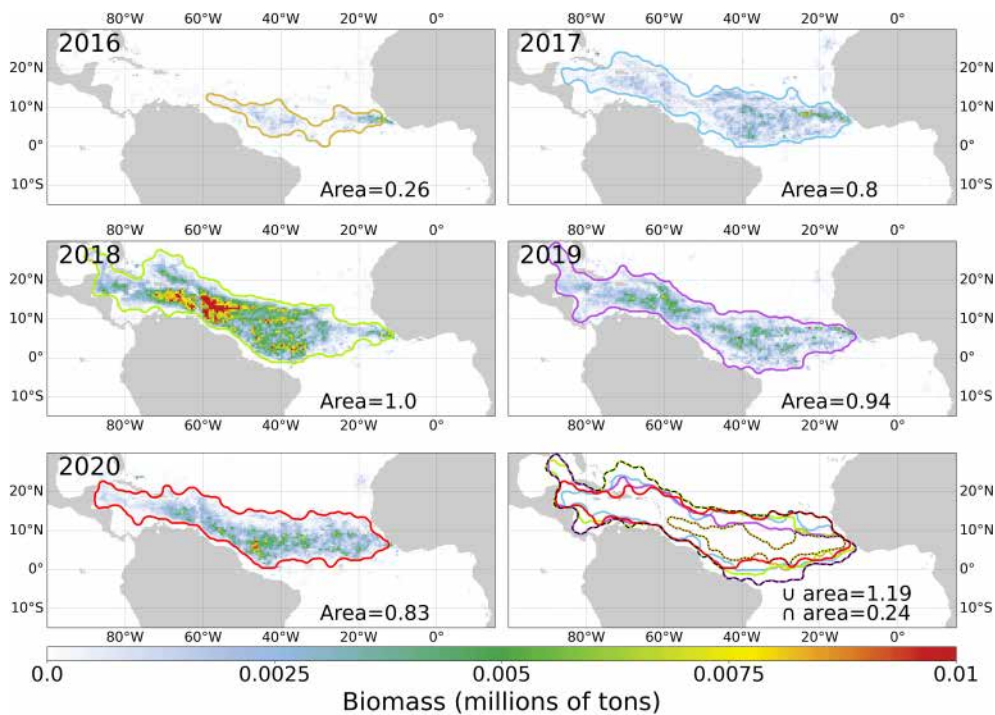 80°W 60°W 40°W 20°W 0° 80°W 60°W 40°W 20°W 0°
2016 2017
20°N 20°N
10°N 10°N
0° 0°
10°S Area=0.26 Area=0.8 10°S
80°W 60°W 40°W 20°W 0° 80°W 60°W 40°W 20°W 0°
2018 2019
20°N 20°N
10°N 10°N
0° 0°
10°S Area=1.0 Area=0.94 10°S
80°W 60°W 40°W 20°W 0° 80°W 60°W 40°W 20°W 0°
2020
20°N 20°N
10°N 10°N
0° 0°
∪ area=1.19
10°S Area=0.83 ∩ area=0.24 10°S
80°W 60°W 40°W 20°W 0° 80°W 60°W 40°W 20°W 0°
0.0 0.0025 0.005 0.0075 0.01
Biomass (millions of tons)